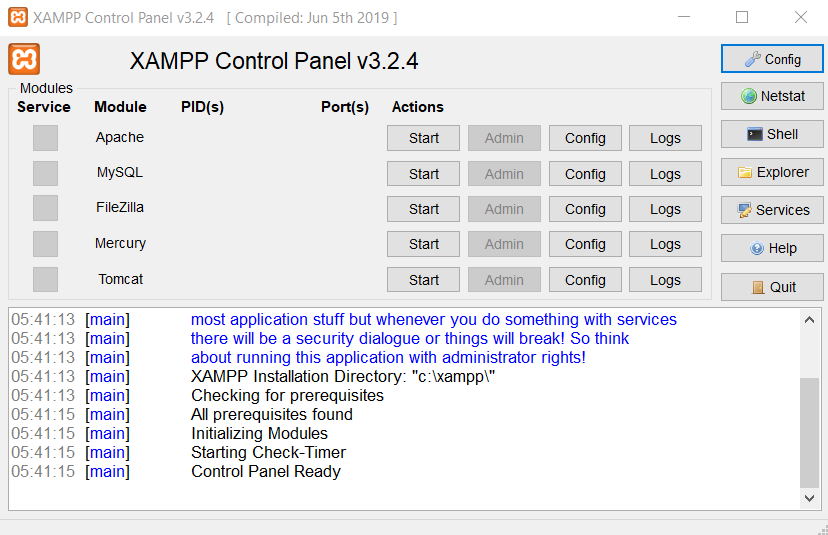 XAMPP Control Panel v3.2.4 [ Compiled: Jun 5th 2019 ]
XAMPP Control Panel v3.2.4
Config
Modules
Service Module PID(s) Port(s) Actions
Netstat
Apache Start Admin Config Logs
Shell
MySQL Start Admin Config Logs
Explorer
FileZilla Start Admin Config Logs
Services
Mercury Start Admin Config Logs
Help
Tomcat Start Admin Config Logs
Quit
05:41:13 [main] most application stuff but whenever you do something with services
05:41:13 [main] there will be a security dialogue or things will break! So think
05:41:13 [main] about running this application with administrator rights!
05:41:13 [main] XAMPP Installation Directory: "c:\xampp\"
05:41:13 [main] Checking for prerequisites
05:41:15 [main] All prerequisites found
05:41:15 [main] Initializing Modules
05:41:15 [main] Starting Check-Timer
05:41:15 [main] Control Panel Ready